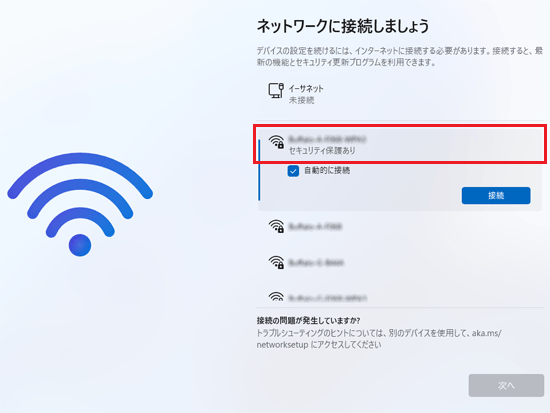 ネットワークに接続しましょう
デバイスの設定を続けるには、インターネットに接続する必要があります。接続すると、最
新の機能とセキュリティ更新プログラムを利用できます。
イーサネット
未接続
セキュリティ保護あり
自動的に接続
接続
接続の問題が発生していますか?
トラブルシューティングのヒントについては、別のデバイスを使用して、aka.ms/
networksetup にアクセスしてください
次へ